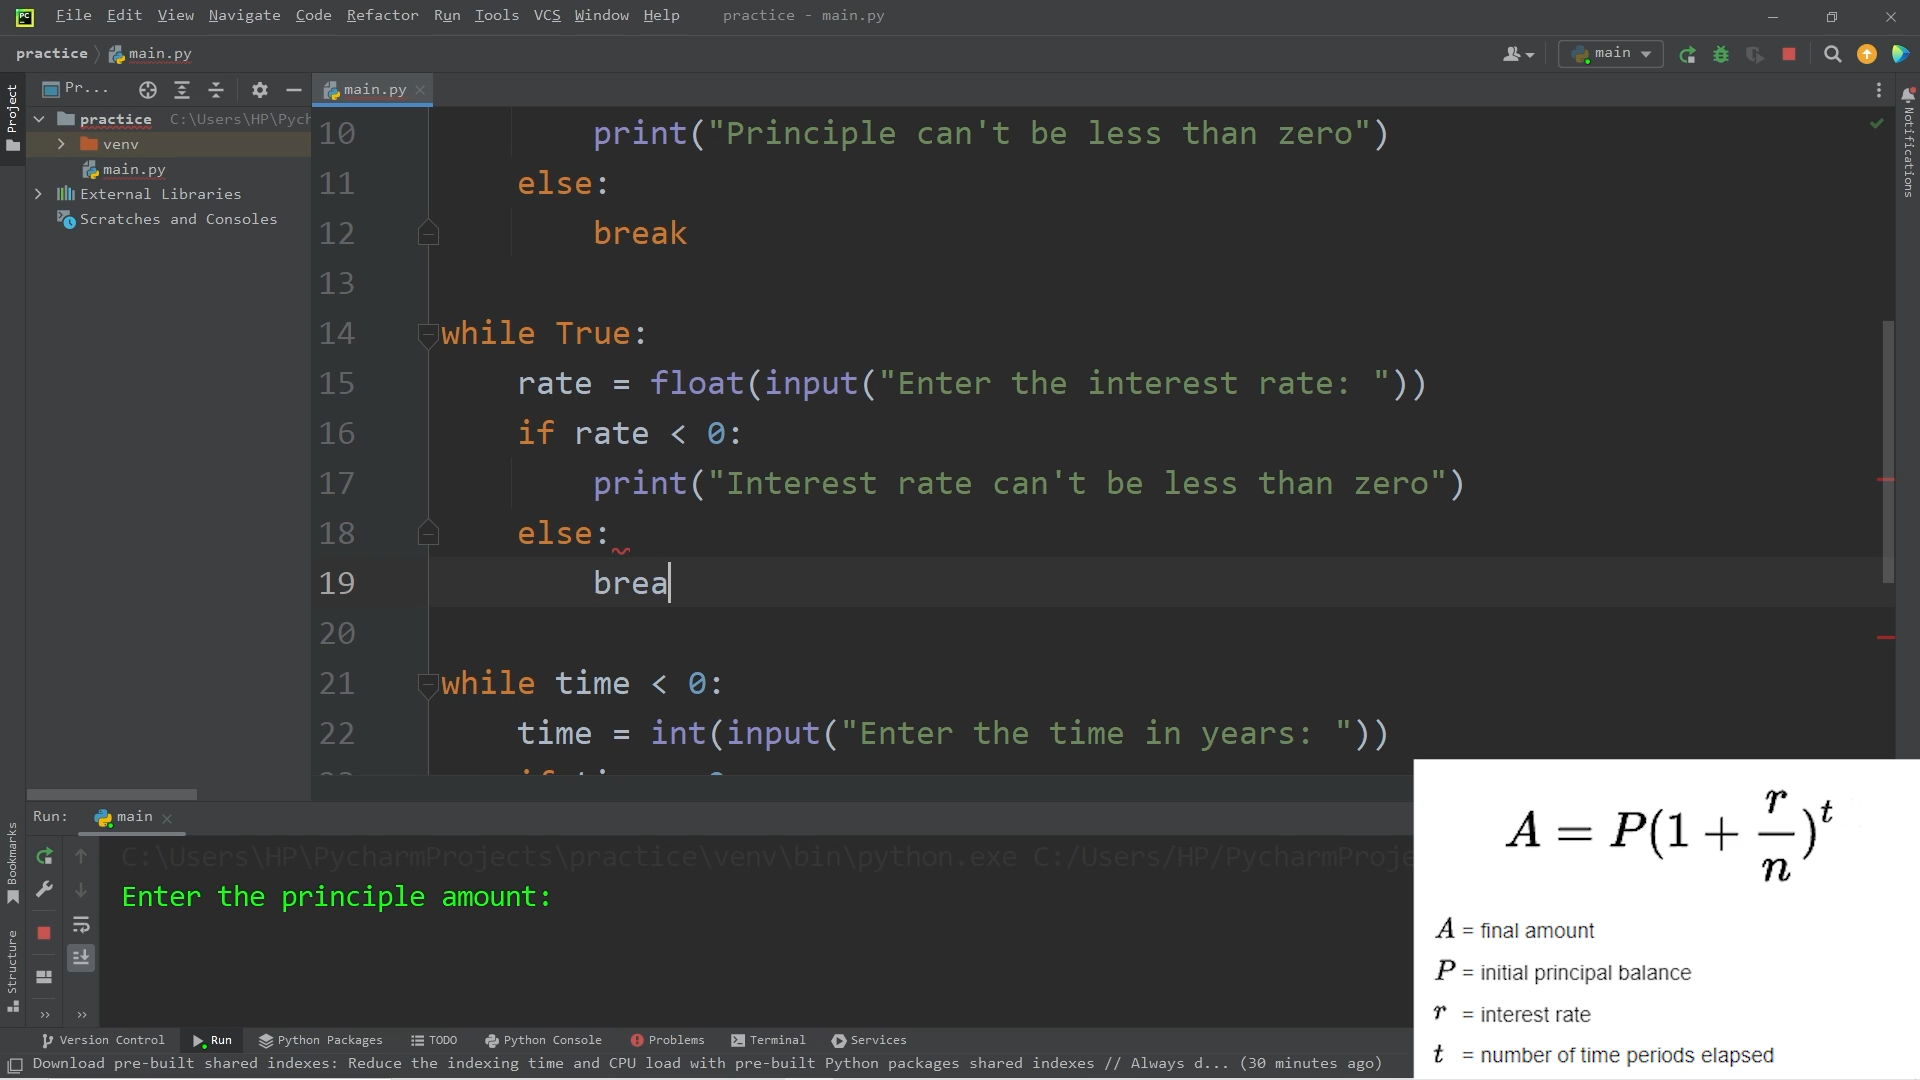 File Edit View Navigate Code Refactor Run Tools VCS Window Help practice - main.py
practice main.py main
Project Pr... main.py
practice C:\Users\HP\Pych
venv
main.py
External Libraries
Scratches and Consoles
Notifications
10 print("Principle can't be less than zero")
11 else:
12 break
13
14 while True:
15 rate = float(input("Enter the interest rate: "))
16 if rate < 0:
17 print("Interest rate can't be less than zero")
18 else:
19 brea
20
21 while time < 0:
22 time = int(input("Enter the time in years: "))
Run: main
C:\Users\HP\PycharmProjects\practice\venv\bin\python.exe C:/Users/HP/PycharmProje
Enter the principle amount:
Bookmarks
Structure
A = P(1 + r/n)^t
A = final amount
P = initial principal balance
r = interest rate
t = number of time periods elapsed
Version Control Run Python Packages TODO Python Console Problems Terminal Services
Download pre-built shared indexes: Reduce the indexing time and CPU load with pre-built Python packages shared indexes // Always d... (30 minutes ago)